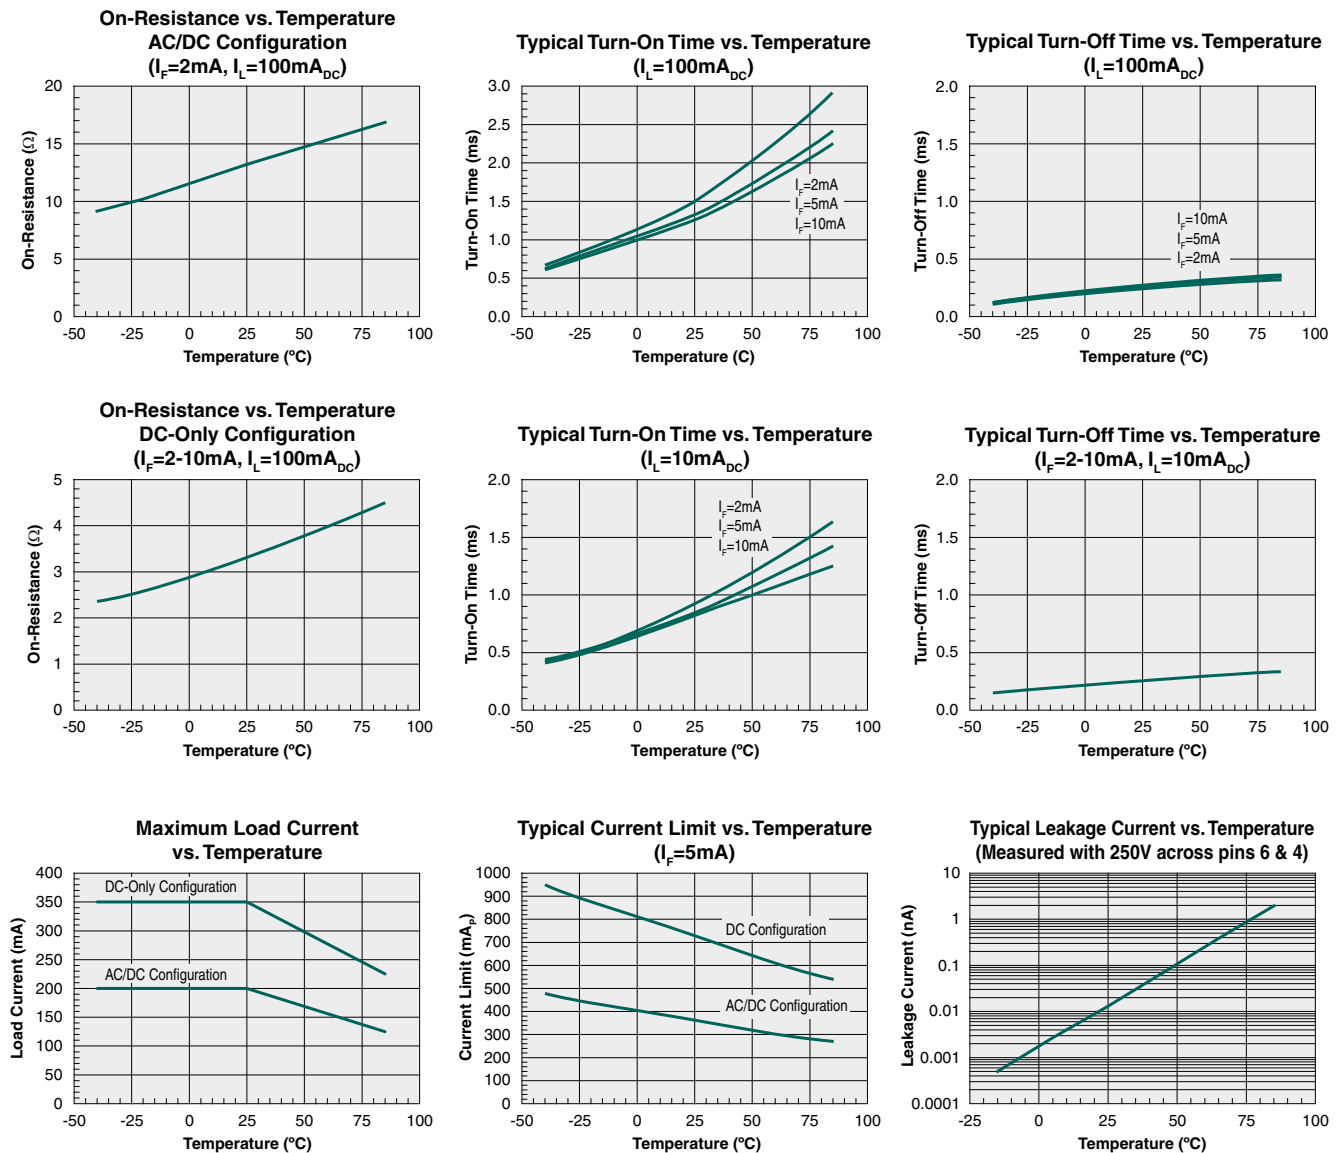 On-Resistance vs. Temperature
AC/DC Configuration
(IF=2mA, IL=100mADC)
20
15
10
5
0
On-Resistance (Ω)
-50 -25 0 25 50 75 100
Temperature (ºC)
Typical Turn-On Time vs. Temperature
(IL=100mADC)
3.0
2.5
2.0
1.5
1.0
0.5
0.0
Turn-On Time (ms)
IF=2mA
IF=5mA
IF=10mA
-50 -25 0 25 50 75 100
Temperature (C)
Typical Turn-Off Time vs. Temperature
(IL=100mADC)
2.0
1.5
1.0
0.5
0.0
Turn-Off Time (ms)
IF=10mA
IF=5mA
IF=2mA
-50 -25 0 25 50 75 100
Temperature (ºC)
On-Resistance vs. Temperature
DC-Only Configuration
(IF=2-10mA, IL=100mADC)
5
4
3
2
1
0
On-Resistance (Ω)
-50 -25 0 25 50 75 100
Temperature (ºC)
Typical Turn-On Time vs. Temperature
(IL=10mADC)
2.0
1.5
1.0
0.5
0.0
Turn-On Time (ms)
IF=2mA
IF=5mA
IF=10mA
-50 -25 0 25 50 75 100
Temperature (ºC)
Typical Turn-Off Time vs. Temperature
(IF=2-10mA, IL=10mADC)
2.0
1.5
1.0
0.5
0.0
Turn-Off Time (ms)
-50 -25 0 25 50 75 100
Temperature (ºC)
Maximum Load Current
vs. Temperature
400
350
300
250
200
150
100
50
0
Load Current (mA)
DC-Only Configuration
AC/DC Configuration
-50 -25 0 25 50 75 100
Temperature (ºC)
Typical Current Limit vs. Temperature
(IF=5mA)
1000
900
800
700
600
500
400
300
200
100
0
Current Limit (mAP)
DC Configuration
AC/DC Configuration
-50 -25 0 25 50 75 100
Temperature (ºC)
Typical Leakage Current vs. Temperature
(Measured with 250V across pins 6 & 4)
10
1
0.1
0.01
0.001
0.0001
Leakage Current (nA)
-25 0 25 50 75 100
Temperature (ºC)